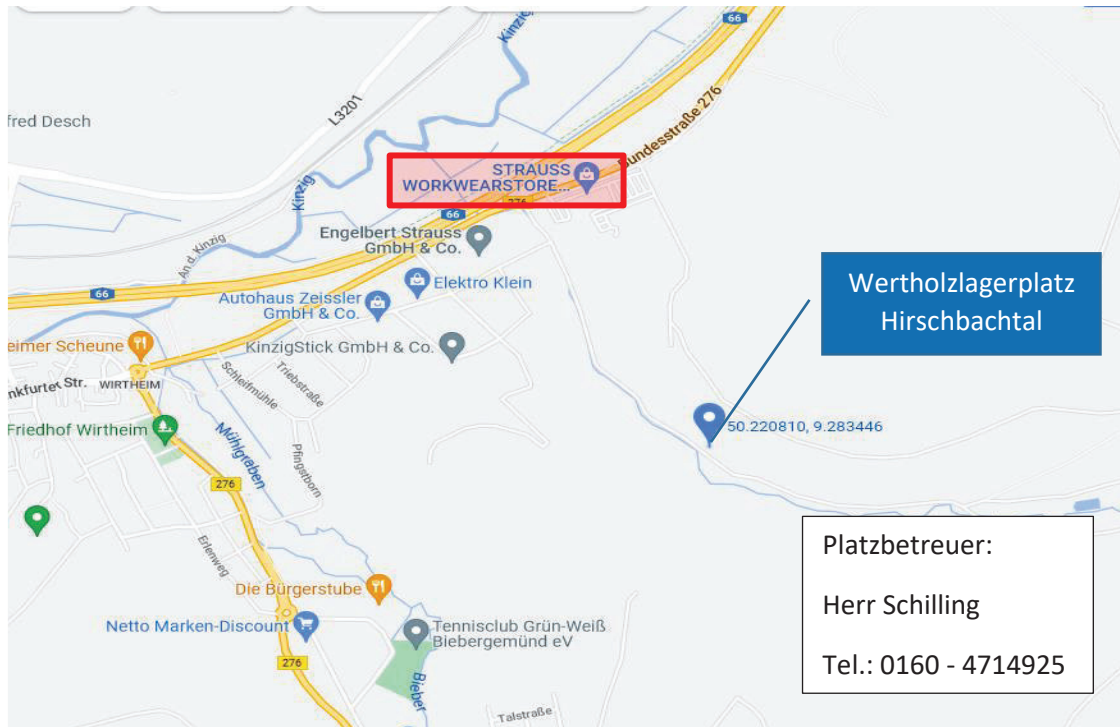 66
Kinzig
L3201
fred Desch
Bundesstraße 276
STRAUSS
WORKWEARSTORE...
276
Kinzig
66
Engelbert Strauss
GmbH & Co.
An d. Kinzig
Elektro Klein
66
Autohaus Zeissler
GmbH & Co.
Wertholzlagerplatz
Hirschbachtal
eimer Scheune
KinzigStick GmbH & Co.
Triebstraße
Schleifmühle
nkfurter Str.
WIRTHEIM
50.220810, 9.283446
Friedhof Wirtheim
Mühlgraben
Pfingstborn
276
Erlenweg
Platzbetreuer:
Herr Schilling
Tel.: 0160 - 4714925
Die Bürgerstube
Netto Marken-Discount
Tennisclub Grün-Weiß
Biebergemünd eV
276
Bieber
Talstraße